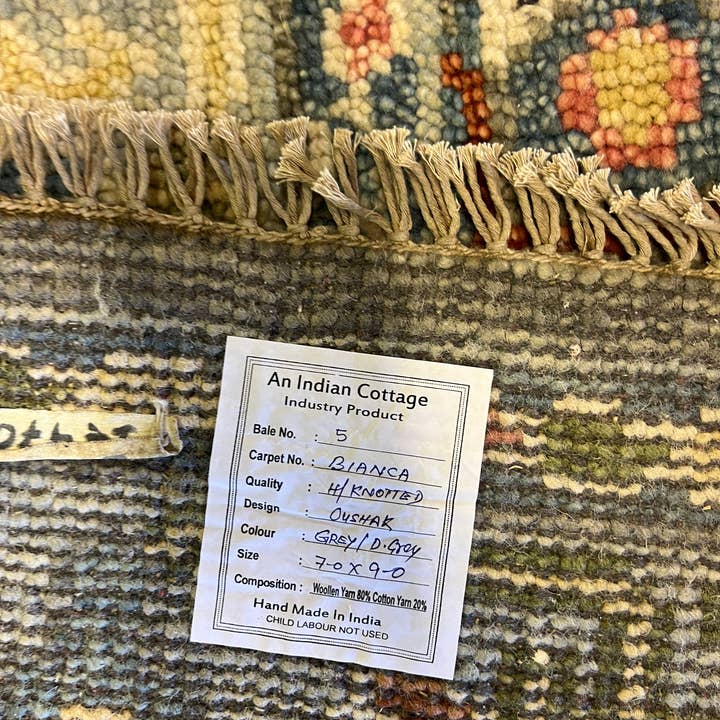 An Indian Cottage
Industry Product
Bale No. : 5
Carpet No. : BIANCA
Quality : H/KNOTTED
Design : OUSHAK
Colour : GREY/D.Grey
Size : 7-0 X 9-0
Composition : Woollen Yarn 80% Cotton Yarn 20%
Hand Made In India
CHILD LABOUR NOT USED